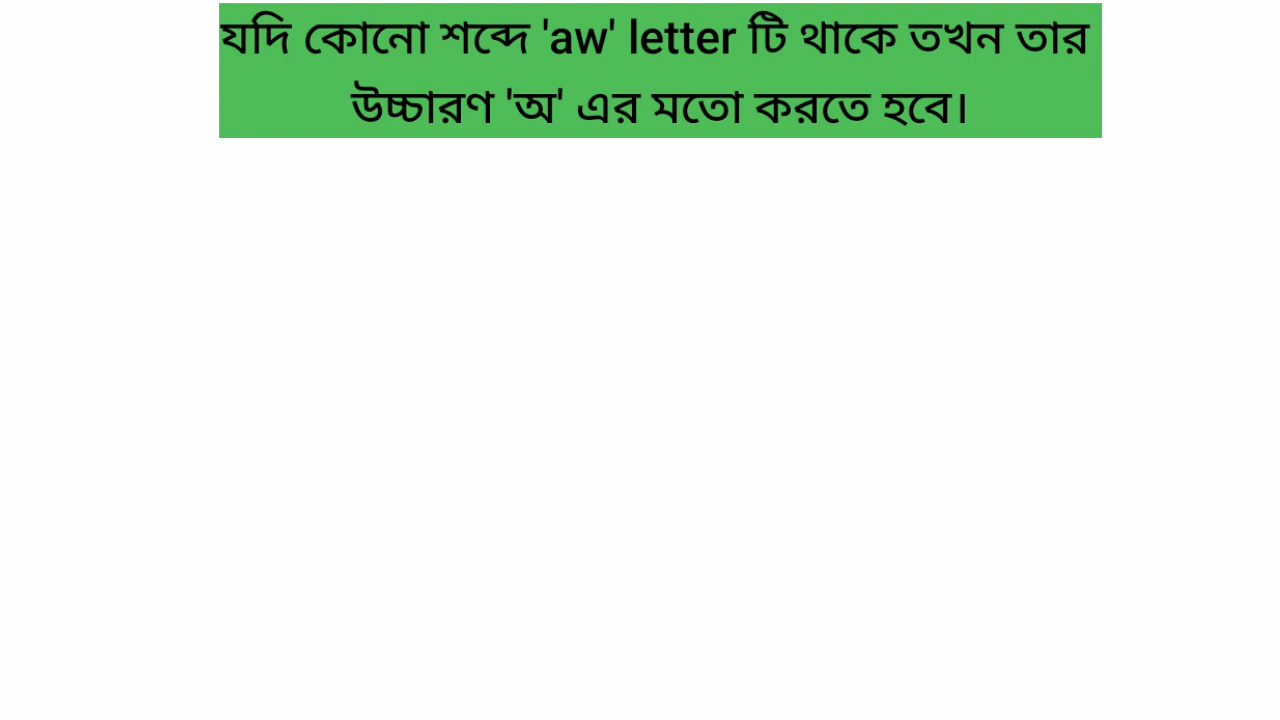 যদি কোনো শব্দে 'aw' letter টি থাকে তখন তার
উচ্চারণ 'অ' এর মতো করতে হবে।